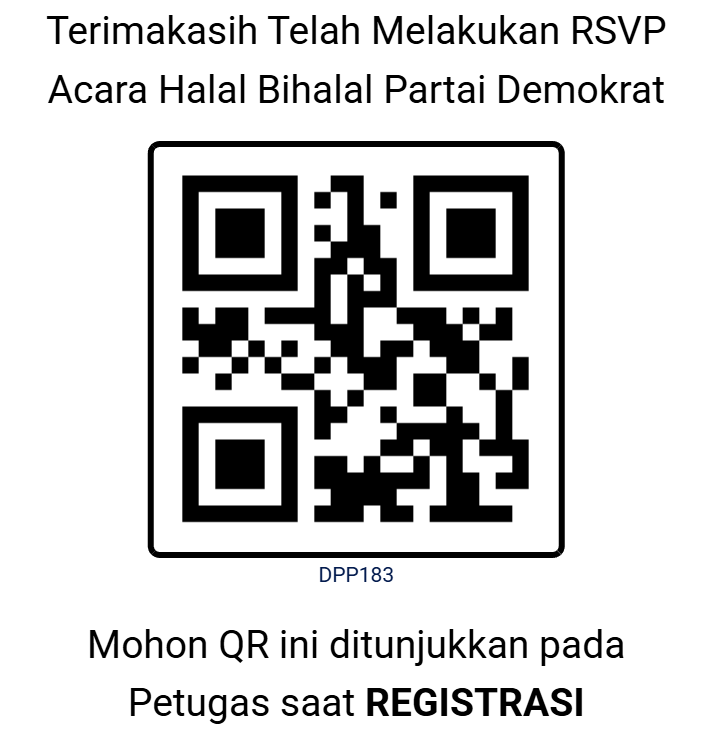 Terimakasih Telah Melakukan RSVP
Acara Halal Bihalal Partai Demokrat
DPP183
Mohon QR ini ditunjukkan pada
Petugas saat REGISTRASI